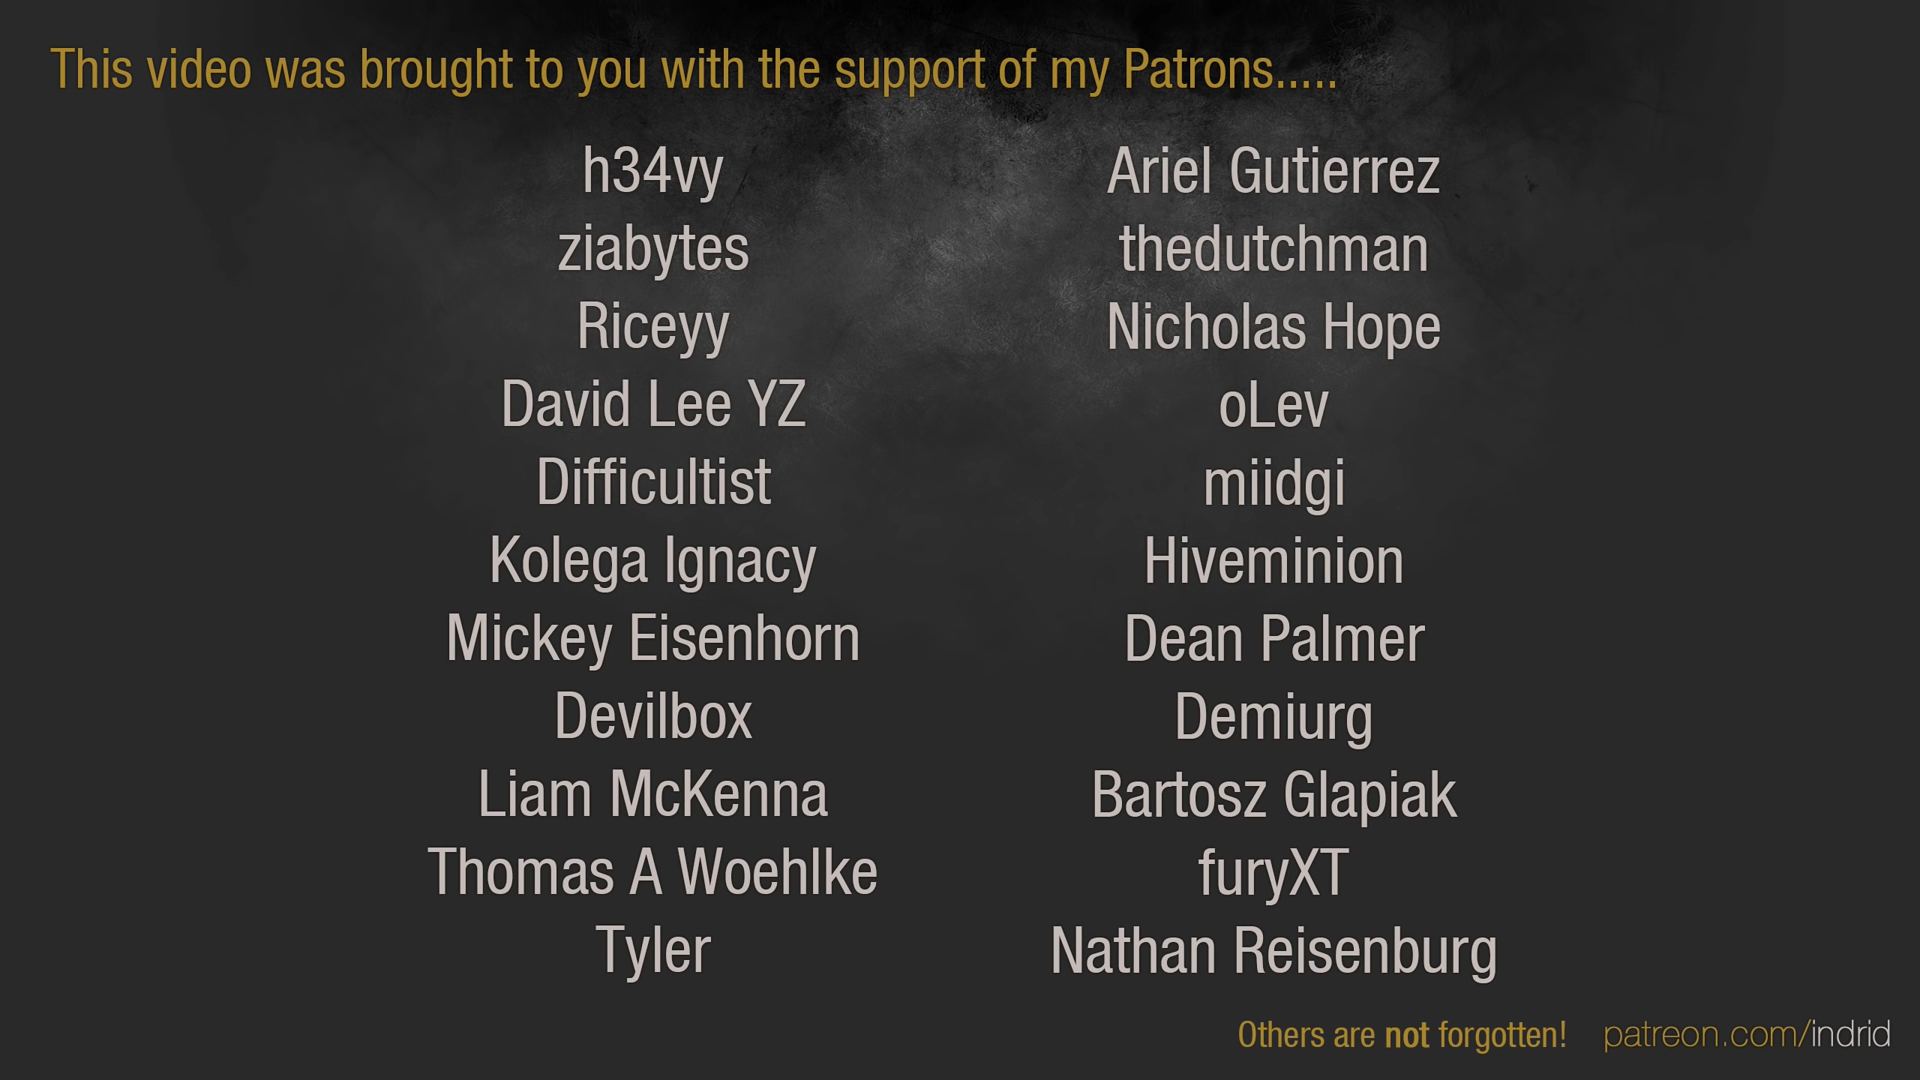 This video was brought to you with the support of my Patrons.....
h34vy
ziabytes
Riceyy
David Lee YZ
Difficultist
Kolega Ignacy
Mickey Eisenhorn
Devilbox
Liam McKenna
Thomas A Woehlke
Tyler
Ariel Gutierrez
thedutchman
Nicholas Hope
oLev
miidgi
Hiveminion
Dean Palmer
Demiurg
Bartosz Glapiak
furyXT
Nathan Reisenburg
Others are not forgotten! patreon.com/indrid